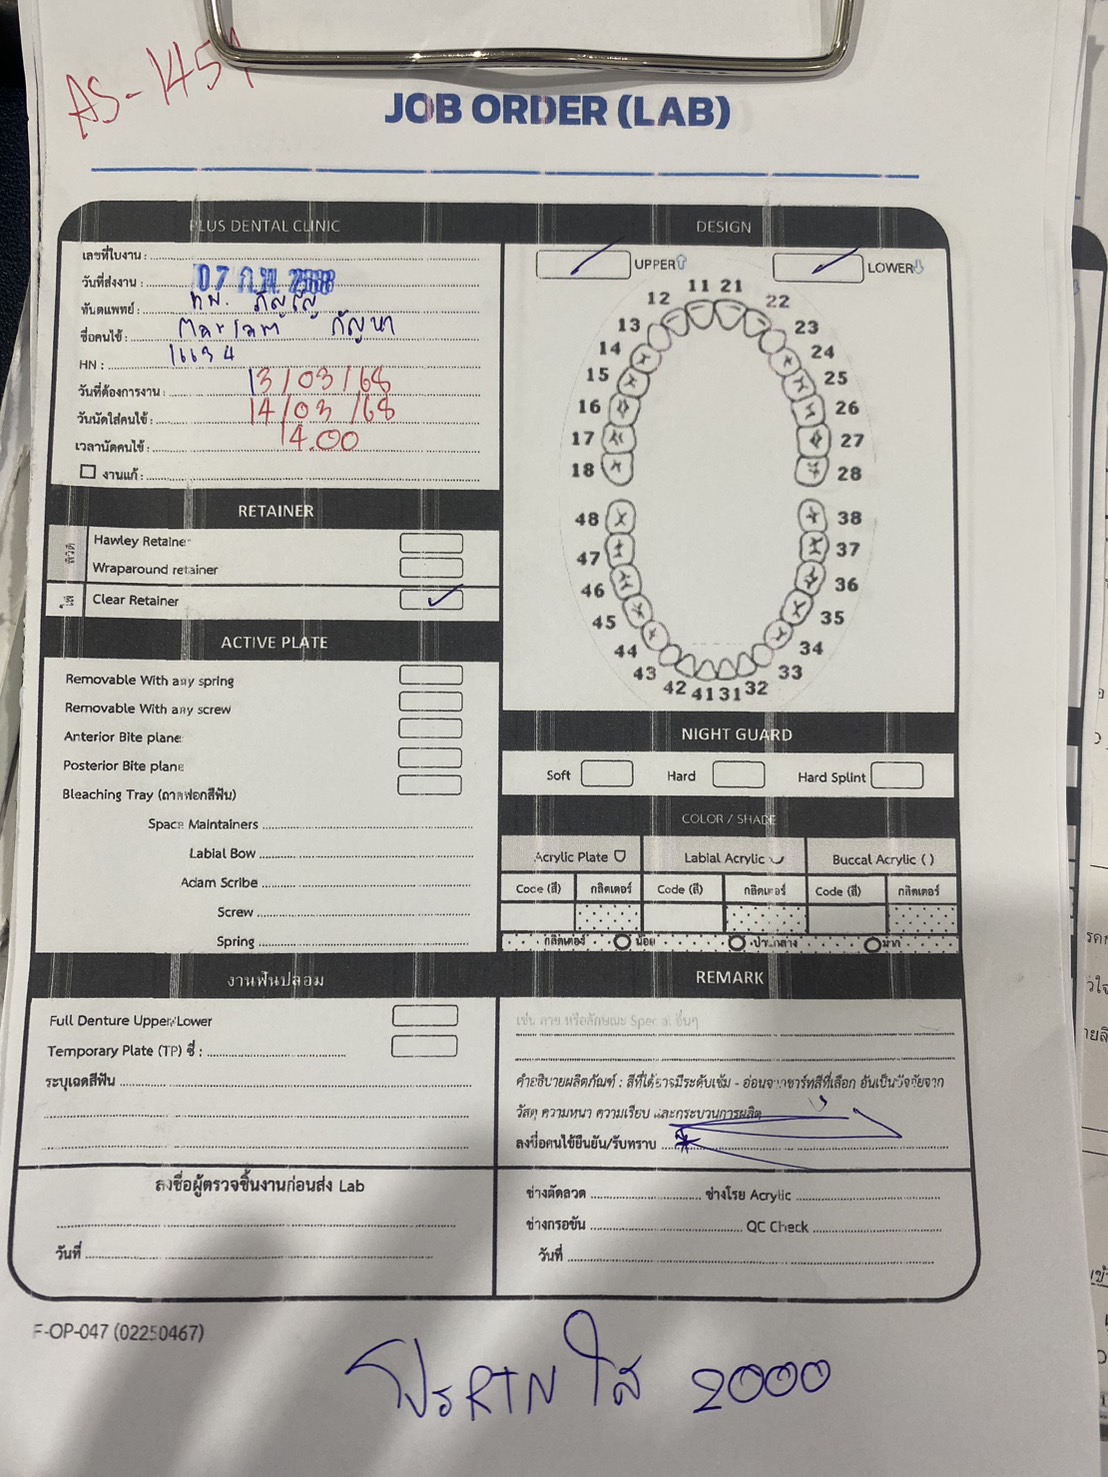 AS-1451
JOB ORDER (LAB)
PLUS DENTAL CLINIC
เลขที่ใบงาน :
วันที่ส่งงาน : 07 ก.พ. 2568
ทันตแพทย์ : ทพ.
ชื่อคนไข้ : กัญหา
HN : 11634
วันที่ต้องการงาน : 13/03/68
วันนัดใส่คนไข้ : 14/03/68
เวลานัดคนไข้ : 14.00
งานแก้ :
RETAINER
ลวด
Hawley Retainer
Wraparound retainer
ใส
Clear Retainer
ACTIVE PLATE
Removable With any spring
Removable With any screw
Anterior Bite plane
Posterior Bite plane
Bleaching Tray (ถาดฟอกสีฟัน)
Space Maintainers
Labial Bow
Adam Scribe
Screw
Spring
DESIGN
UPPER LOWER
11 21
12 22
13 23
14 24
15 25
16 26
17 27
18 28
48 38
47 37
46 36
45 35
44 34
43 33
42 41 31 32
NIGHT GUARD
Soft Hard Hard Splint
COLOR / SHADE
Acrylic Plate Labial Acrylic Buccal Acrylic ( )
Code (สี) กลิตเตอร์ Code (สี) กลิตเตอร์ Code (สี) กลิตเตอร์
กลิตเตอร์ น้อย ปานกลาง มาก
งานฟันปลอม
Full Denture Upper/Lower
Temporary Plate (TP) ซี่ :
ระบุเฉดสีฟัน
REMARK
เช่น ลาย หรือลักษณะ Special อื่นๆ
คำอธิบายผลิตภัณฑ์ : สีที่ได้อาจมีระดับเข้ม - อ่อนจากชาร์ทสีที่เลือก อันเป็นปัจจัยจาก
วัสดุ ความหนา ความเรียบ และกระบวนการผลิต
ลงชื่อคนไข้ยืนยัน/รับทราบ
ลงชื่อผู้ตรวจชิ้นงานก่อนส่ง Lab
วันที่
ช่างดัดลวด ช่างโรย Acrylic
ช่างกรอขัน QC Check
วันที่
F-OP-047 (02250467)
โปร RTN ใส 2000